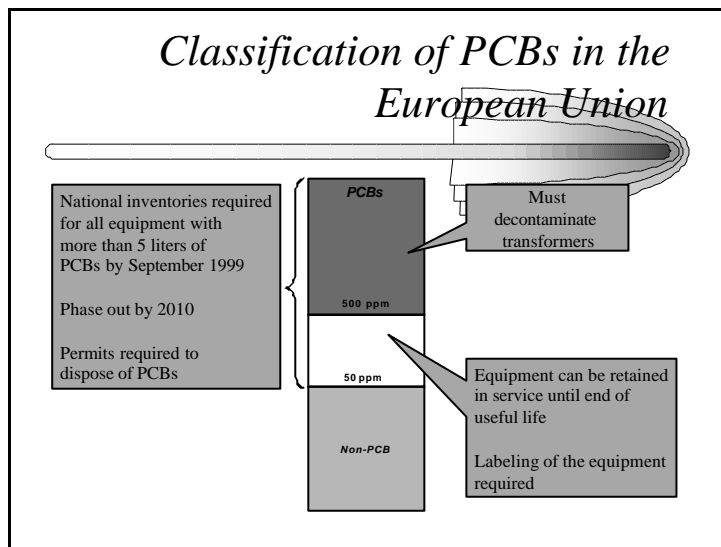 Classification of PCBs in the
European Union
National inventories required
for all equipment with
more than 5 liters of
PCBs by September 1999
Phase out by 2010
Permits required to
dispose of PCBs
PCBs
500 ppm
50 ppm
Non-PCB
Must
decontaminate
transformers
Equipment can be retained
in service until end of
useful life
Labeling of the equipment
required